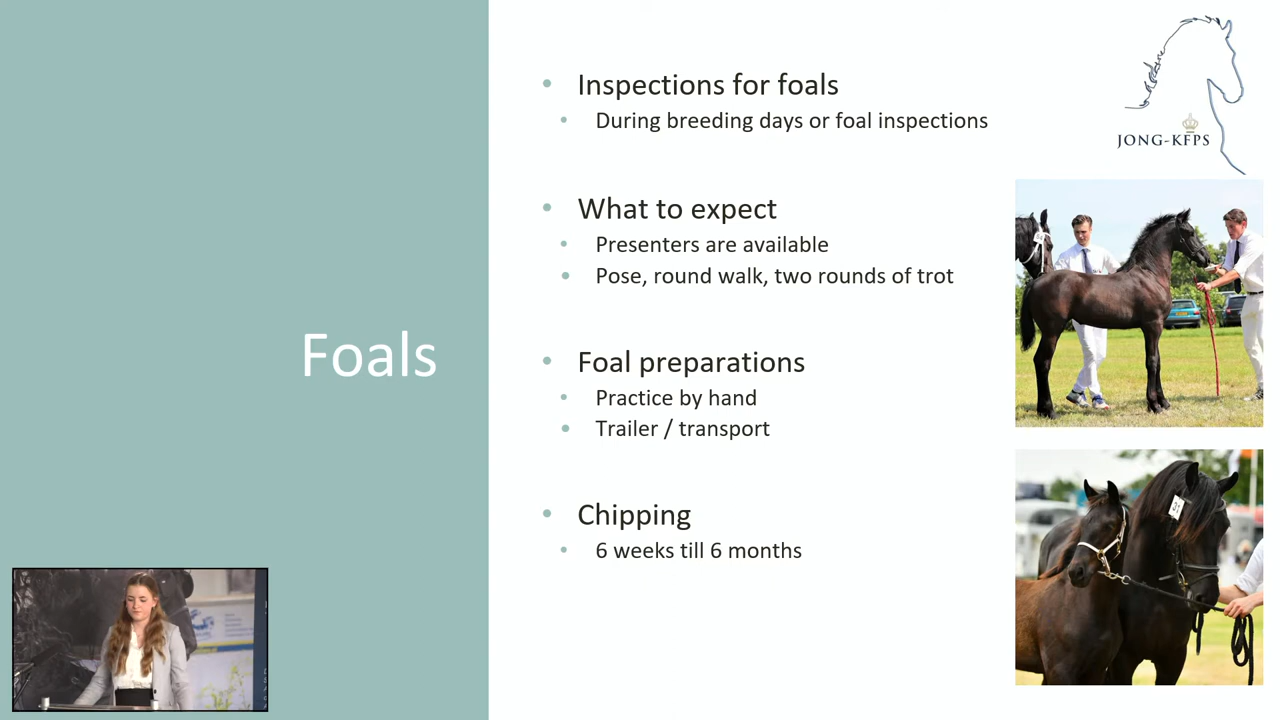 Foals
Inspections for foals
During breeding days or foal inspections
What to expect
Presenters are available
Pose, round walk, two rounds of trot
Foal preparations
Practice by hand
Trailer / transport
Chipping
6 weeks till 6 months
JONG-KFPS